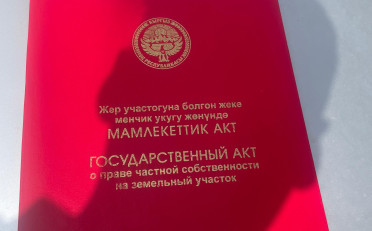 Жер участогуна болгон жеке
менчик укугу жөнүндө
МАМЛЕКЕТТИК АКТ
ГОСУДАРСТВЕННЫЙ АКТ
о праве частной собственности
на земельный участок